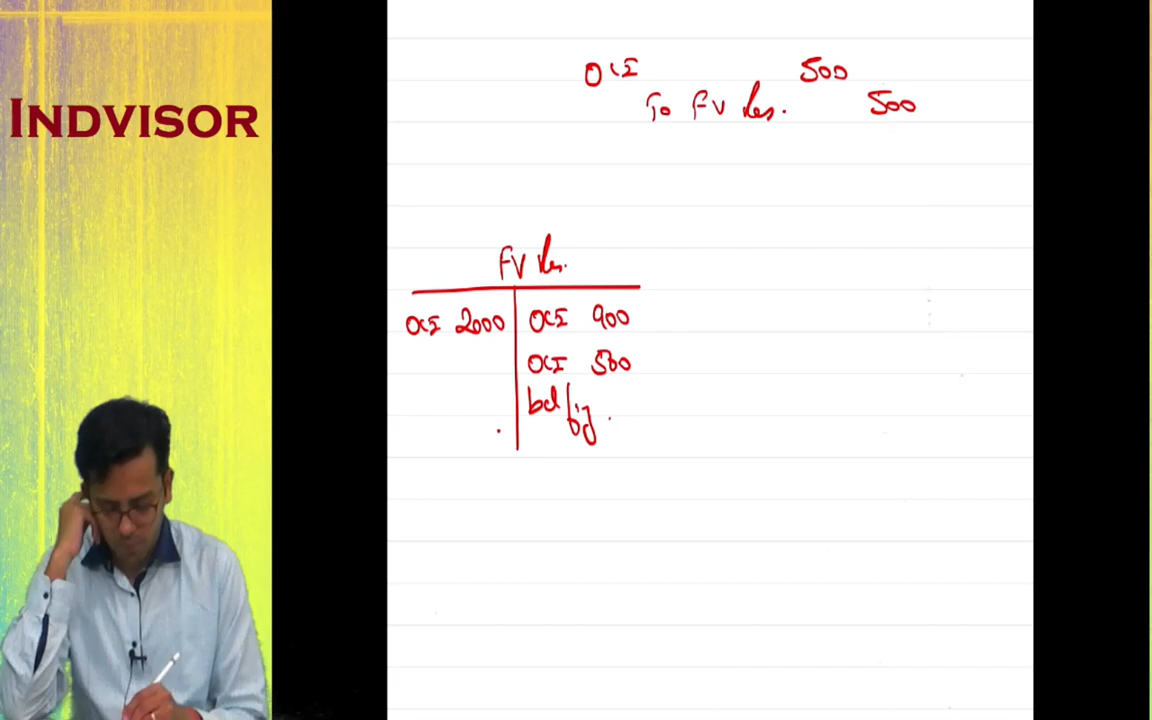 INDVISOR
OCI 500
To FV Res. 500
FV Res.
OCI 2000 OCI 900
OCI 500
bal fig.